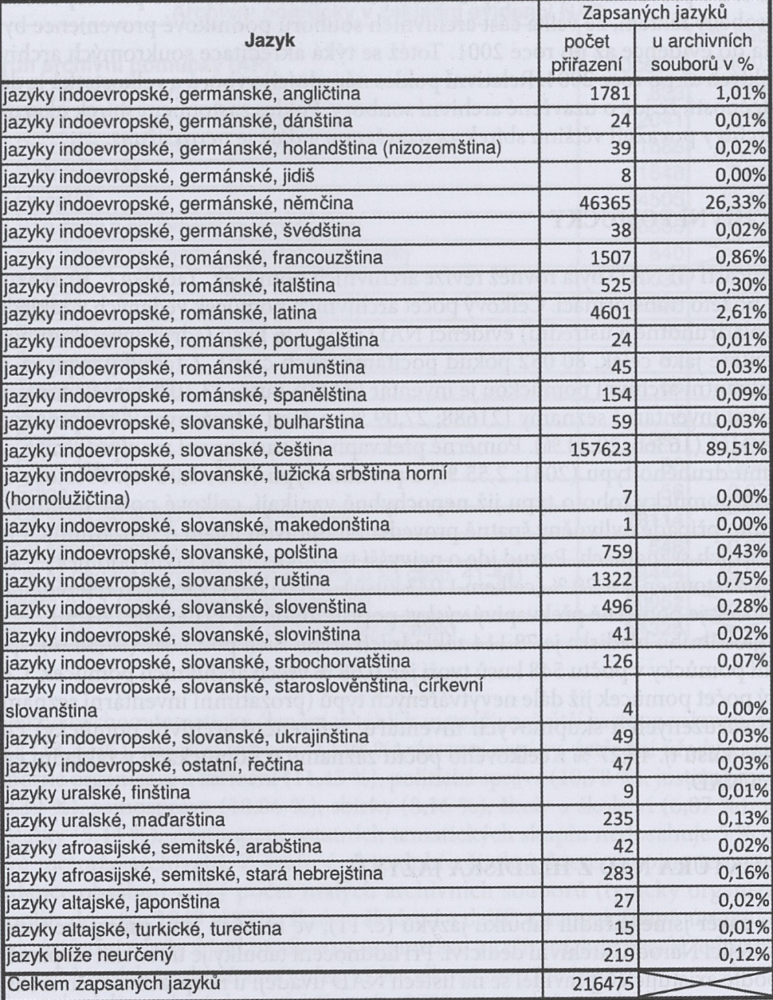 Jazyk
Zapsaných jazyků
počet přiřazení
u archivních souborů v %
jazyky indoevropské, germánské, angličtina 1781 1,01%
jazyky indoevropské, germánské, dánština 24 0,01%
jazyky indoevropské, germánské, holandština (nizozemština) 39 0,02%
jazyky indoevropské, germánské, jidiš 8 0,00%
jazyky indoevropské, germánské, němčina 46365 26,33%
jazyky indoevropské, germánské, švédština 38 0,02%
jazyky indoevropské, románské, francouzština 1507 0,86%
jazyky indoevropské, románské, italština 525 0,30%
jazyky indoevropské, románské, latina 4601 2,61%
jazyky indoevropské, románské, portugalština 24 0,01%
jazyky indoevropské, románské, rumunština 45 0,03%
jazyky indoevropské, románské, španělština 154 0,09%
jazyky indoevropské, slovanské, bulharština 59 0,03%
jazyky indoevropské, slovanské, čeština 157623 89,51%
jazyky indoevropské, slovanské, lužická srbština horní
(hornolužičtina) 7 0,00%
jazyky indoevropské, slovanské, makedonština 1 0,00%
jazyky indoevropské, slovanské, polština 759 0,43%
jazyky indoevropské, slovanské, ruština 1322 0,75%
jazyky indoevropské, slovanské, slovenština 496 0,28%
jazyky indoevropské, slovanské, slovinština 41 0,02%
jazyky indoevropské, slovanské, srbochorvatština 126 0,07%
jazyky indoevropské, slovanské, staroslověnština, církevní
slovanština 4 0,00%
jazyky indoevropské, slovanské, ukrajinština 49 0,03%
jazyky indoevropské, ostatní, řečtina 47 0,03%
jazyky uralské, finština 9 0,01%
jazyky uralské, maďarština 235 0,13%
jazyky afroasijské, semitské, arabština 42 0,02%
jazyky afroasijské, semitské, stará hebrejština 283 0,16%
jazyky altajské, japonština 27 0,02%
jazyky altajské, turkické, turečtina 15 0,01%
jazyk blíže neurčený 219 0,12%
Celkem zapsaných jazyků 216475